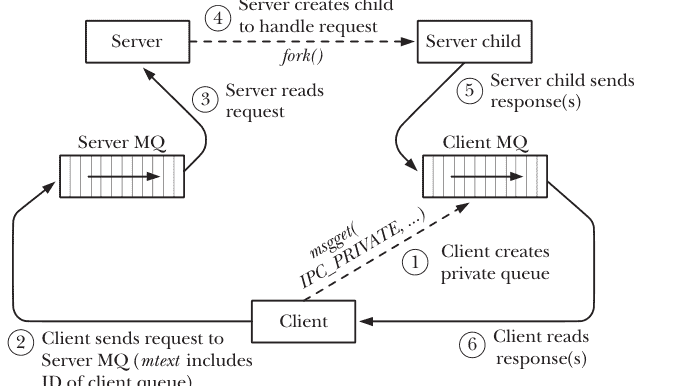 ④ Server creates child
to handle request
Server
fork()
Server child
③ Server reads
request
⑤ Server child sends
response(s)
Server MQ
Client MQ
msgget(
IPC_PRIVATE, ...)
① Client creates
private queue
Client
② Client sends request to
Server MQ (mtext includes
ID of client queue)
⑥ Client reads
response(s)